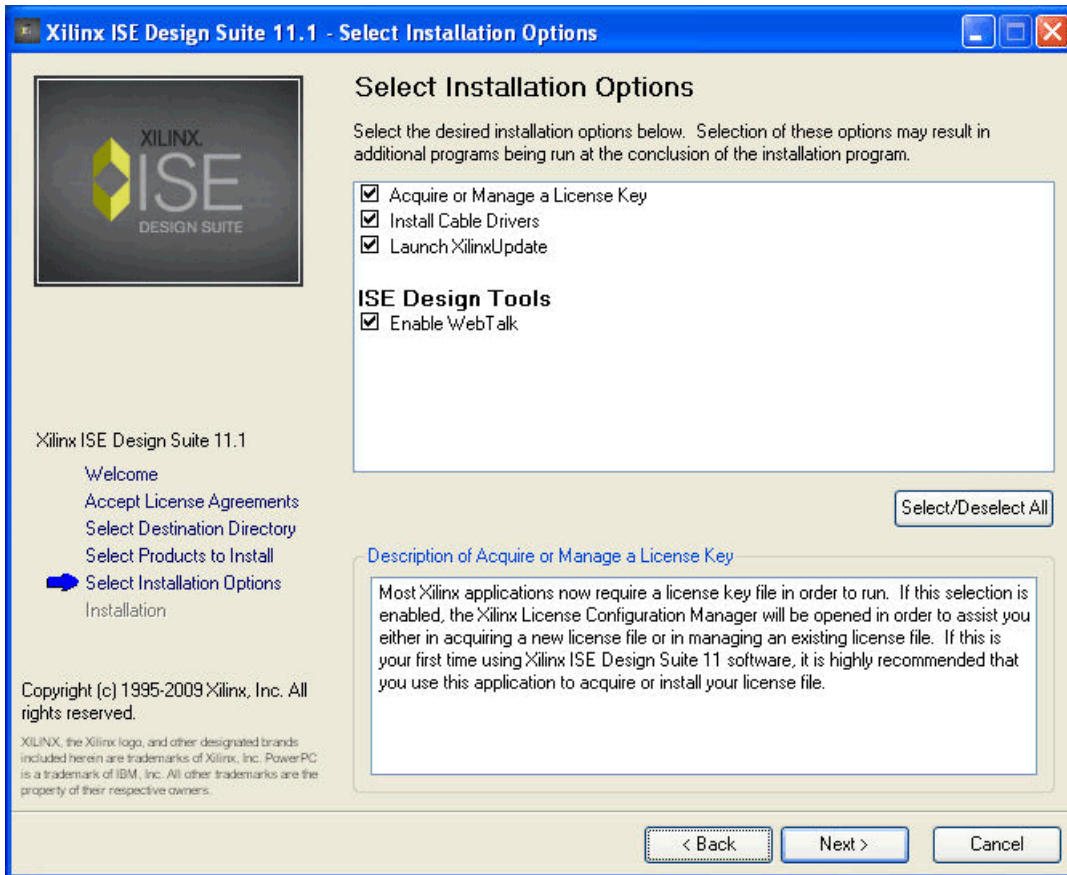 Xilinx ISE Design Suite 11.1 - Select Installation Options
XILINX.
ISE
DESIGN SUITE
Select Installation Options
Select the desired installation options below. Selection of these options may result in
additional programs being run at the conclusion of the installation program.
Acquire or Manage a License Key
Install Cable Drivers
Launch XilinxUpdate
ISE Design Tools
Enable WebTalk
Select/Deselect All
Xilinx ISE Design Suite 11.1
Welcome
Accept License Agreements
Select Destination Directory
Select Products to Install
Select Installation Options
Installation
Description of Acquire or Manage a License Key
Most Xilinx applications now require a license key file in order to run. If this selection is
enabled, the Xilinx License Configuration Manager will be opened in order to assist you
either in acquiring a new license file or in managing an existing license file. If this is
your first time using Xilinx ISE Design Suite 11 software, it is highly recommended that
you use this application to acquire or install your license file.
Copyright (c) 1995-2009 Xilinx, Inc. All
rights reserved.
XILINX, the Xilinx logo, and other designated brands
included herein are trademarks of Xilinx, Inc. PowerPC
is a trademark of IBM, Inc. All other trademarks are the
property of their respective owners.
< Back
Next >
Cancel